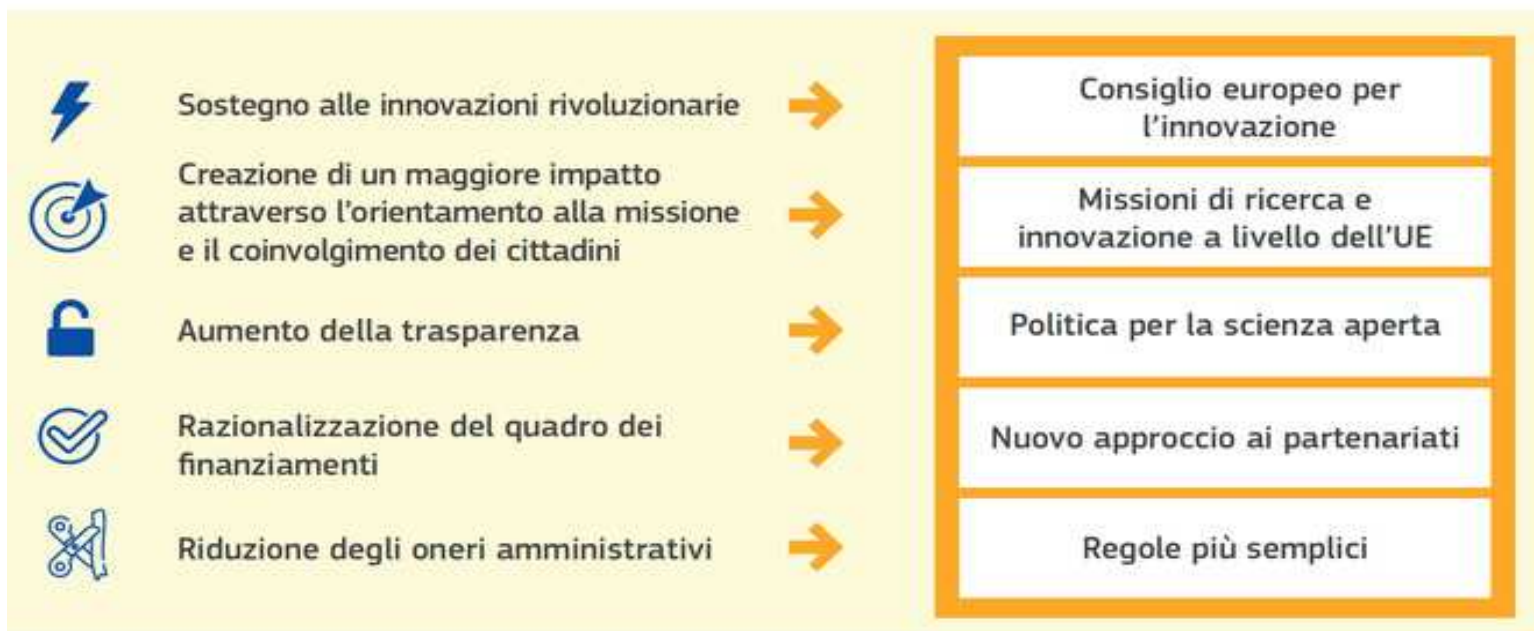 Sostegno alle innovazioni rivoluzionarie
Consiglio europeo per
l'innovazione
Creazione di un maggiore impatto
attraverso l'orientamento alla missione
e il coinvolgimento dei cittadini
Missioni di ricerca e
innovazione a livello dell'UE
Aumento della trasparenza
Politica per la scienza aperta
Razionalizzazione del quadro dei
finanziamenti
Nuovo approccio ai partenariati
Riduzione degli oneri amministrativi
Regole più semplici